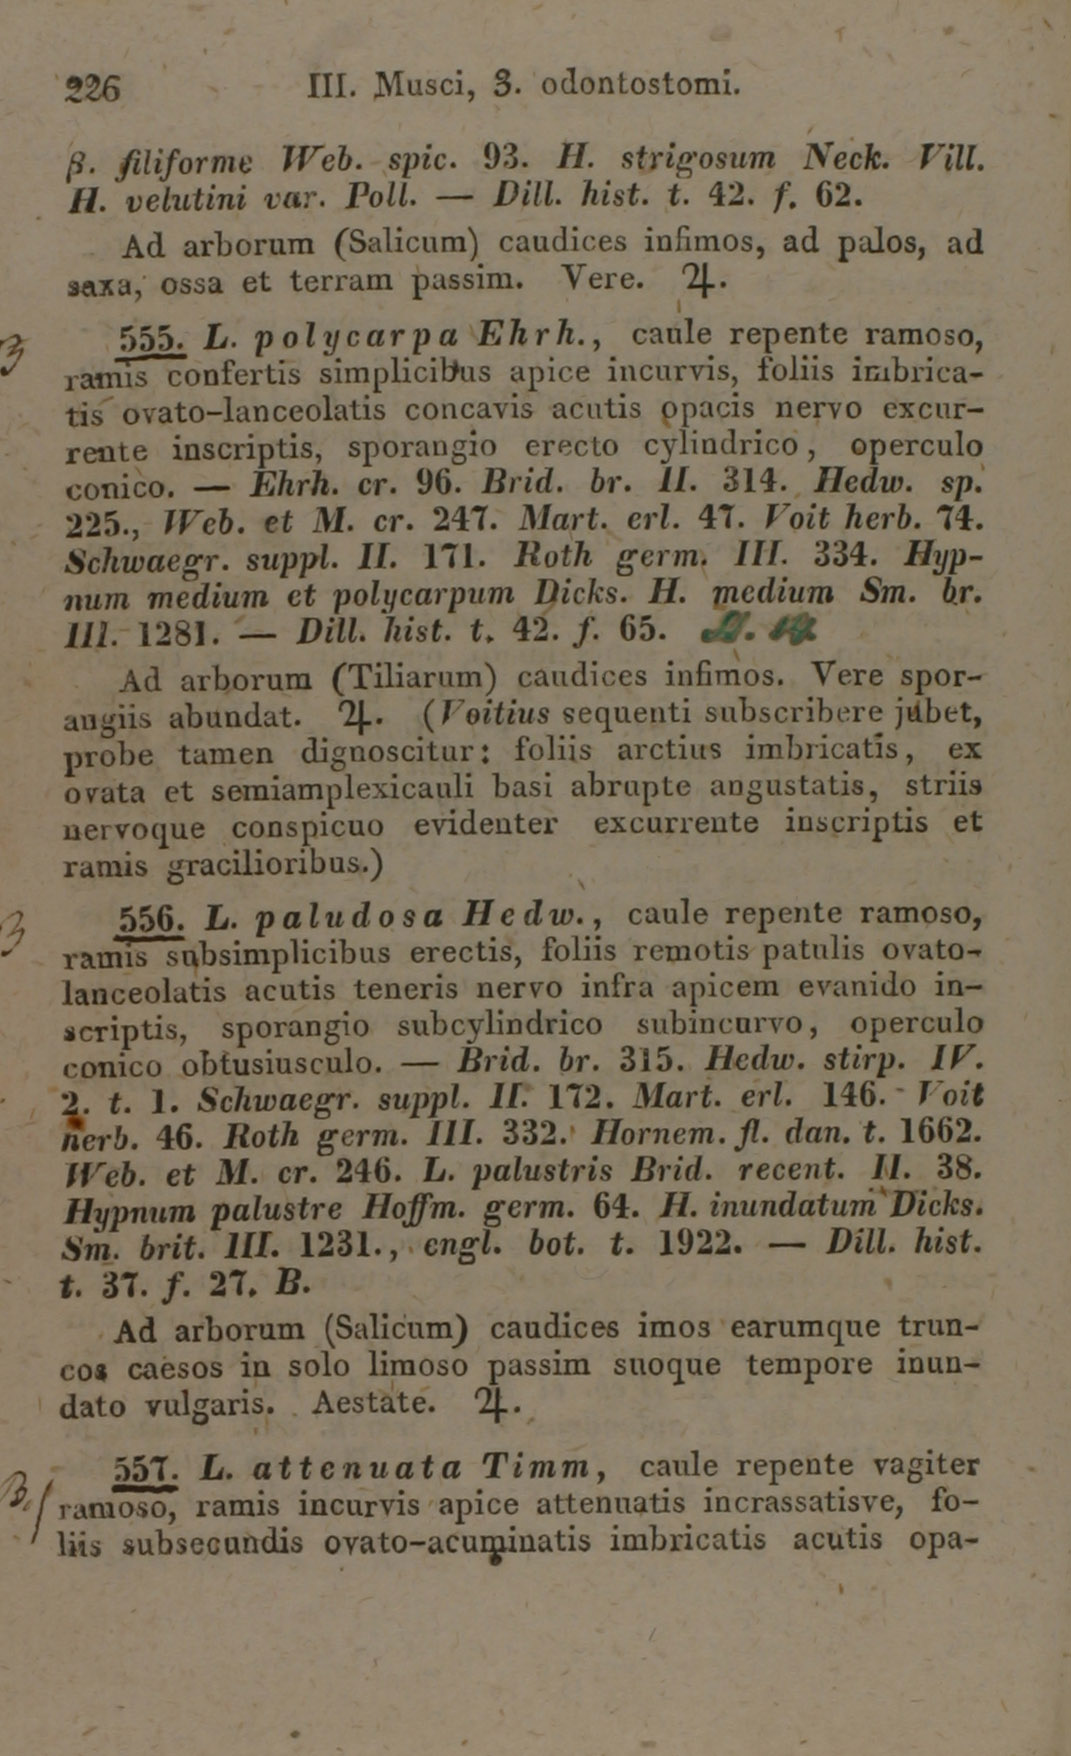 226 III. Musci, 3. odontostomi.
β. filiforme Web. spic. 93. H. strigosum Neck. Vill.
H. velutini var. Poll. — Dill. hist. t. 42. f. 62.
Ad arborum (Salicum) caudices infimos, ad palos, ad
saxa, ossa et terram passim. Vere. ♃.
555. L. polycarpa Ehrh., caule repente ramoso,
ramis confertis simplicibus apice incurvis, foliis imbrica-
tis ovato-lanceolatis concavis acutis opacis nervo excur-
rente inscriptis, sporangio erecto cylindrico, operculo
conico. — Ehrh. cr. 96. Brid. br. II. 314. Hedw. sp.
225., Web. et M. cr. 247. Mart. erl. 47. Voit herb. 74.
Schwaegr. suppl. II. 171. Roth germ. III. 334. Hyp-
num medium et polycarpum Dicks. H. medium Sm. br.
III. 1281. — Dill. hist. t. 42. f. 65.
Ad arborum (Tiliarum) caudices infimos. Vere spor-
angiis abundat. ♃. (Voitius sequenti subscribere jubet,
probe tamen dignoscitur: foliis arctius imbricatis, ex
ovata et semiamplexicauli basi abrupte angustatis, striis
nervoque conspicuo evidenter excurrente inscriptis et
ramis gracilioribus.)
556. L. paludosa Hedw., caule repente ramoso,
ramis subsimplicibus erectis, foliis remotis patulis ovato-
lanceolatis acutis teneris nervo infra apicem evanido in-
scriptis, sporangio subcylindrico subincurvo, operculo
conico obtusiusculo. — Brid. br. 315. Hedw. stirp. IV.
2. t. 1. Schwaegr. suppl. II. 172. Mart. erl. 146. Voit
herb. 46. Roth germ. III. 332. Hornem. fl. dan. t. 1662.
Web. et M. cr. 246. L. palustris Brid. recent. II. 38.
Hypnum palustre Hoffm. germ. 64. H. inundatum Dicks.
Sm. brit. III. 1231., engl. bot. t. 1922. — Dill. hist.
t. 37. f. 27. B.
Ad arborum (Salicum) caudices imos earumque trun-
cos caesos in solo limoso passim suoque tempore inun-
dato vulgaris. Aestate. ♃.
557. L. attenuata Timm, caule repente vagiter
ramoso, ramis incurvis apice attenuatis incrassatisve, fo-
liis subsecundis ovato-acuminatis imbricatis acutis opa-